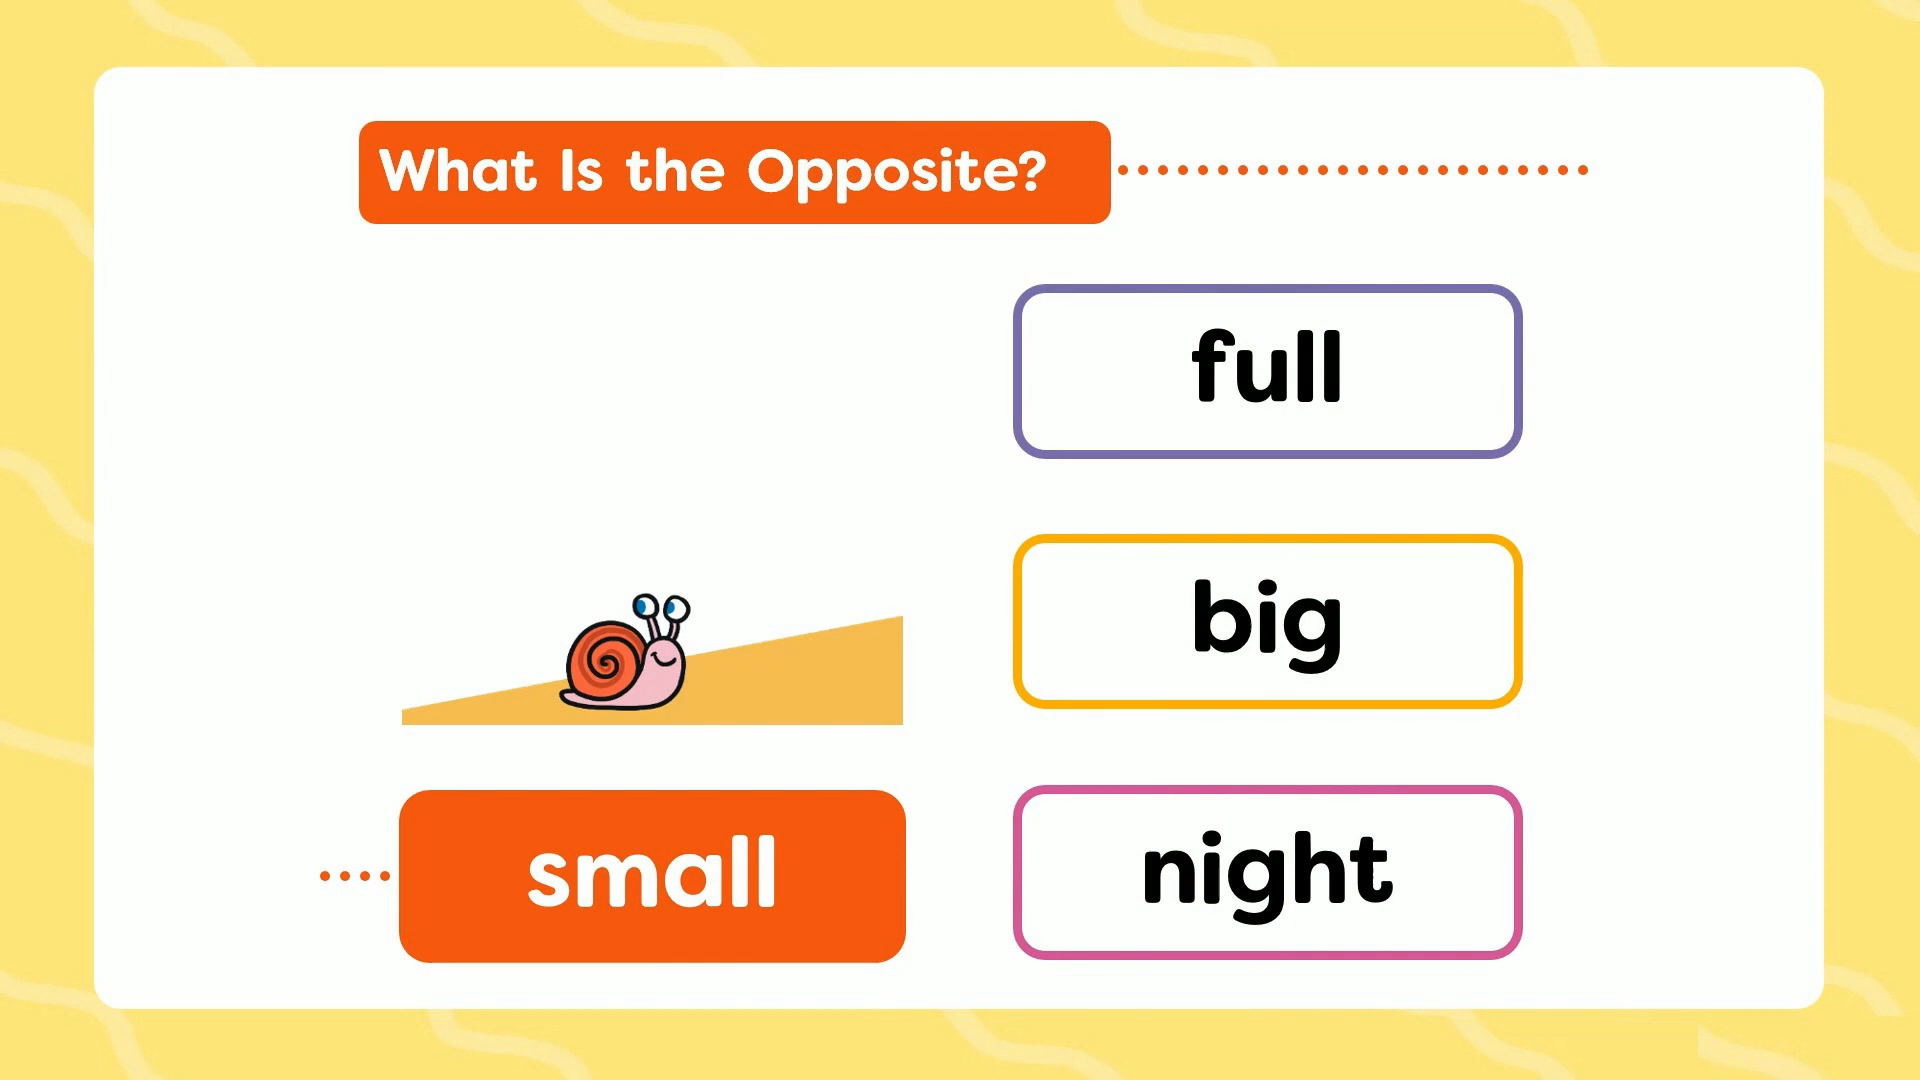 What Is the Opposite?
full
big
small
night